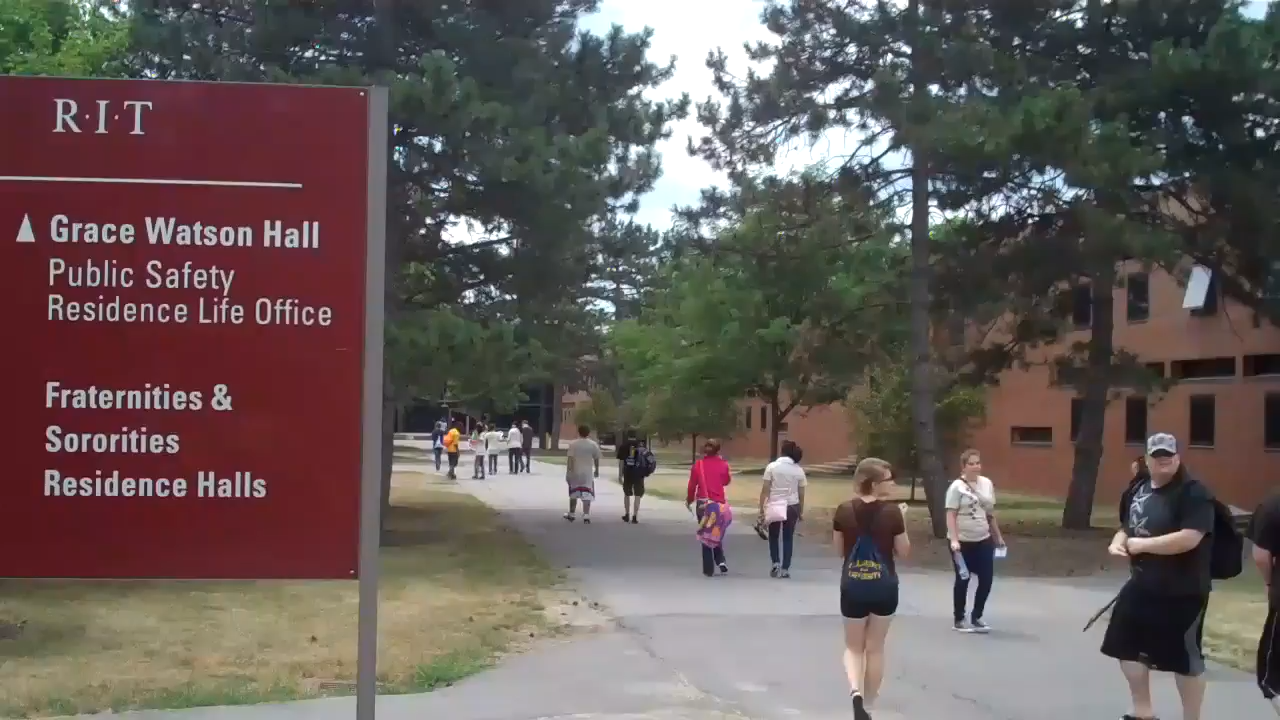 R·I·T
Grace Watson Hall
Public Safety
Residence Life Office
Fraternities &
Sororities
Residence Halls